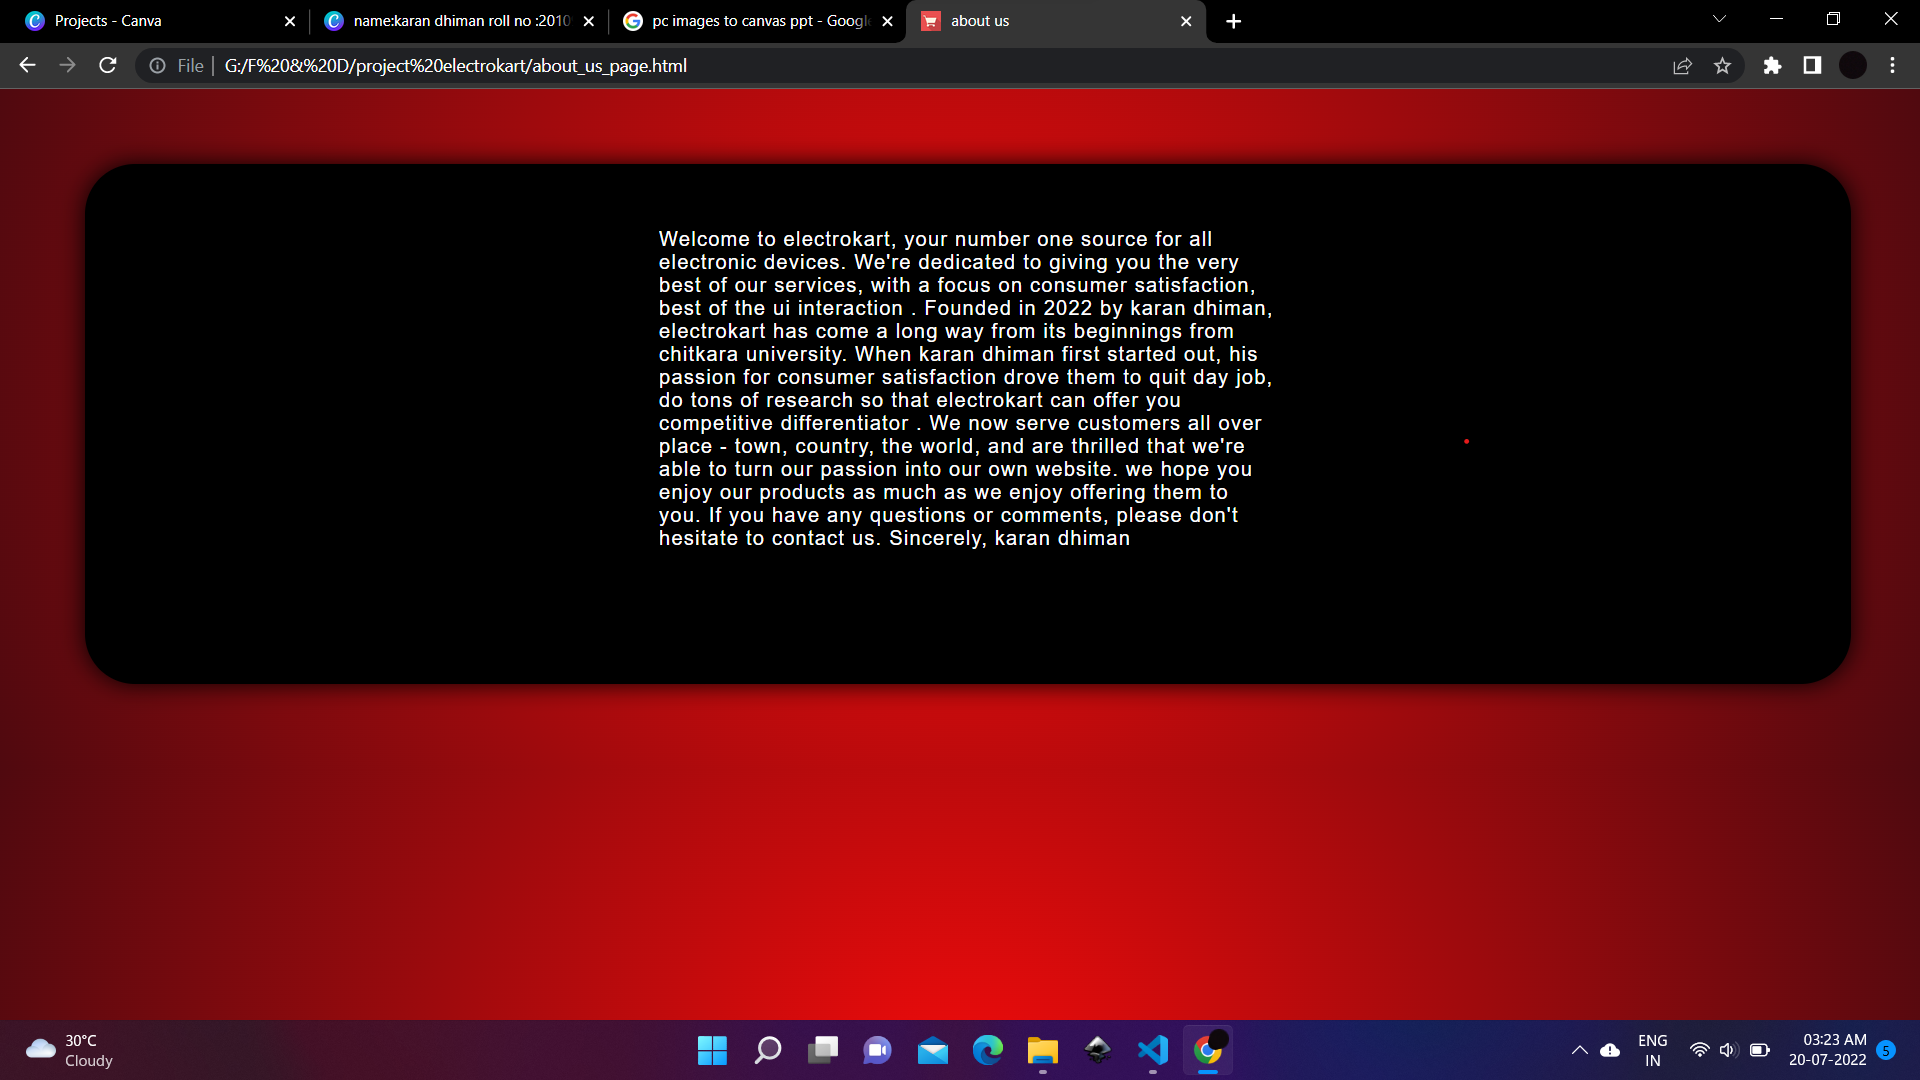 Projects - Canva
name:karan dhiman roll no :2010
pc images to canvas ppt - Google
about us
File
G:/F%20&%20D/project%20electrokart/about_us_page.html
Welcome to electrokart, your number one source for all
electronic devices. We're dedicated to giving you the very
best of our services, with a focus on consumer satisfaction,
best of the ui interaction . Founded in 2022 by karan dhiman,
electrokart has come a long way from its beginnings from
chitkara university. When karan dhiman first started out, his
passion for consumer satisfaction drove them to quit day job,
do tons of research so that electrokart can offer you
competitive differentiator . We now serve customers all over
place - town, country, the world, and are thrilled that we're
able to turn our passion into our own website. we hope you
enjoy our products as much as we enjoy offering them to
you. If you have any questions or comments, please don't
hesitate to contact us. Sincerely, karan dhiman
30°C
Cloudy
ENG
IN
03:23 AM
20-07-2022
5